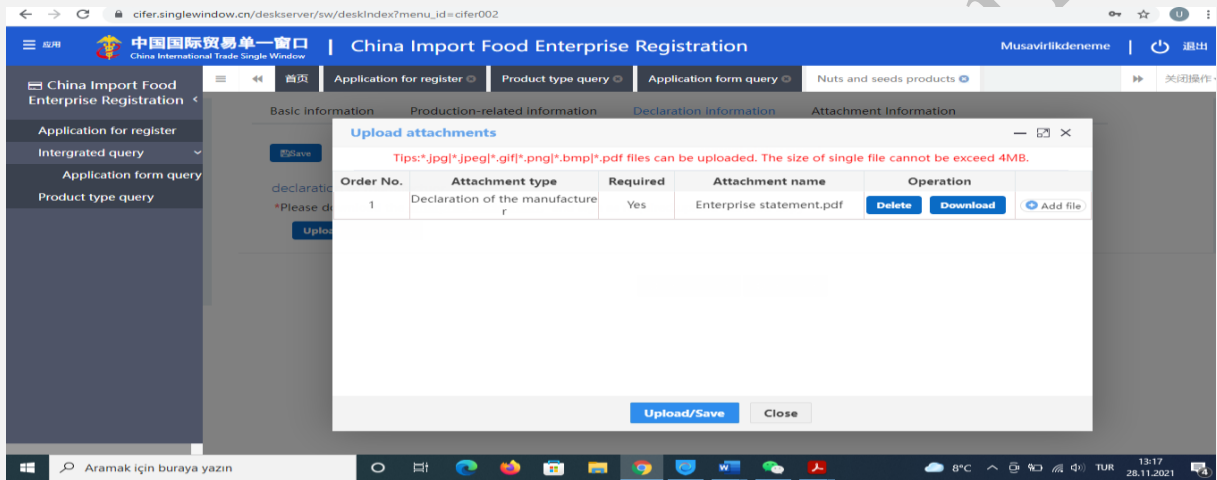 cifer.singlewindow.cn/deskserver/sw/deskIndex?menu_id=cifer002
U
应用
中国国际贸易单一窗口 | China Import Food Enterprise Registration
China International Trade Single Window
Musavirlikdeneme | 退出
China Import Food Enterprise Registration
首页 Application for register Product type query Application form query Nuts and seeds products 关闭操作
Application for register
Intergrated query
Application form query
Product type query
Basic information Production-related information Declaration information Attachment Information
Save
declaratic
*Please de
Uploa
Upload attachments
Tips:*.jpg|*.jpeg|*.gif|*.png|*.bmp|*.pdf files can be uploaded. The size of single file cannot be exceed 4MB.
Order No. Attachment type Required Attachment name Operation
1 Declaration of the manufacturer Yes Enterprise statement.pdf Delete Download Add file
Upload/Save Close
Aramak için buraya yazın
8°C TUR 13:17
28.11.2021
4